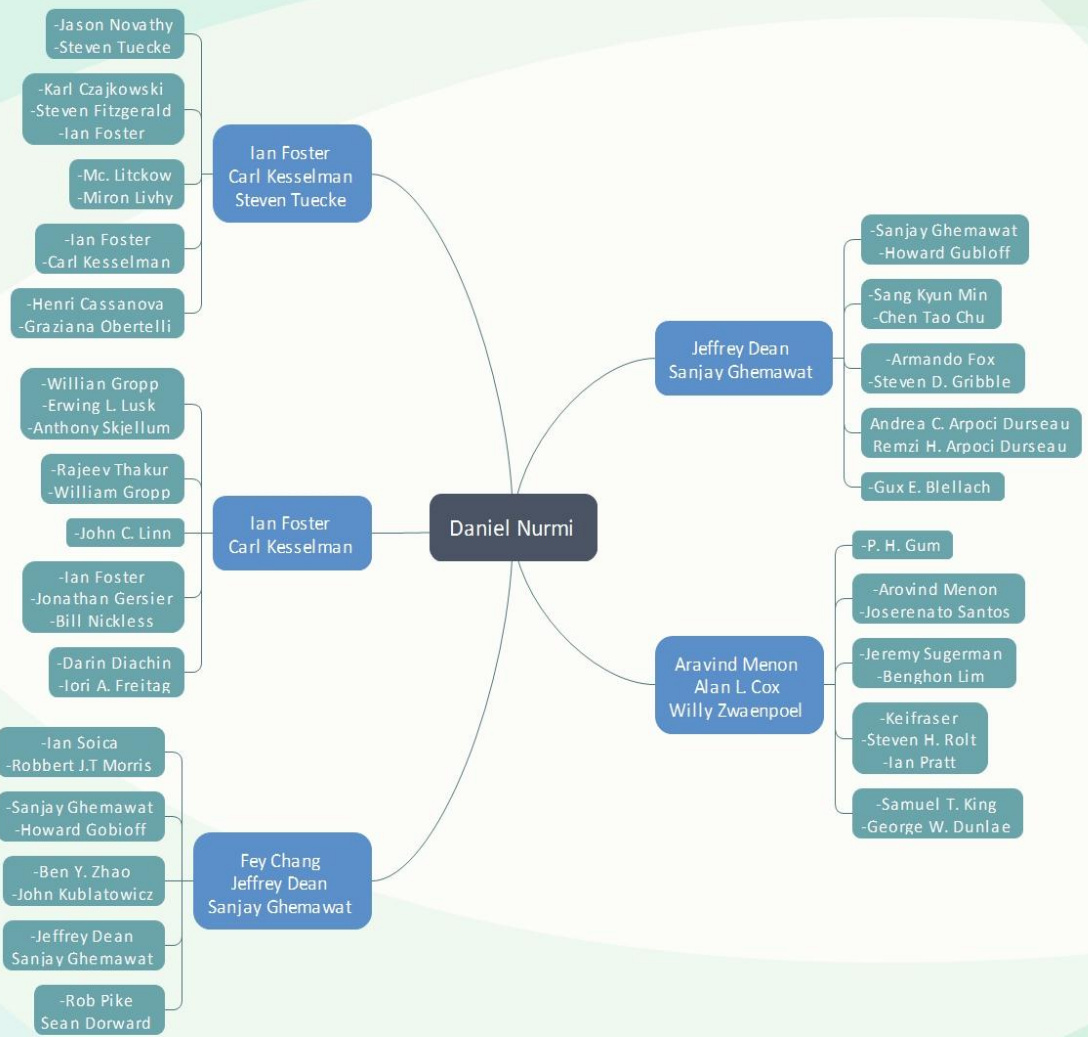 -Jason Novathy
-Steven Tuecke
-Karl Czajkowski
-Steven Fitzgerald
-Ian Foster
-Mc. Litckow
-Miron Livhy
-Ian Foster
-Carl Kesselman
-Henri Cassanova
-Graziana Obertelli
Ian Foster
Carl Kesselman
Steven Tuecke
-Willian Gropp
-Erwing L. Lusk
-Anthony Skjellum
-Rajeev Thakur
-William Gropp
-John C. Linn
-Ian Foster
-Jonathan Gersier
-Bill Nickless
-Darin Diachin
-Iori A. Freitag
Ian Foster
Carl Kesselman
-Ian Soica
-Robbert J.T Morris
-Sanjay Ghemawat
-Howard Gobioff
-Ben Y. Zhao
-John Kublatowicz
-Jeffrey Dean
Sanjay Ghemawat
-Rob Pike
Sean Dorward
Fey Chang
Jeffrey Dean
Sanjay Ghemawat
Daniel Nurmi
Jeffrey Dean
Sanjay Ghemawat
-Sanjay Ghemawat
-Howard Gubloff
-Sang Kyun Min
-Chen Tao Chu
-Armando Fox
-Steven D. Gribble
Andrea C. Arpoci Durseau
Remzi H. Arpoci Durseau
-Gux E. Blellach
Aravind Menon
Alan L. Cox
Willy Zwaenpoel
-P. H. Gum
-Arovind Menon
-Joserenato Santos
-Jeremy Sugerman
-Benghon Lim
-Keifraser
-Steven H. Rolt
-Ian Pratt
-Samuel T. King
-George W. Dunlae